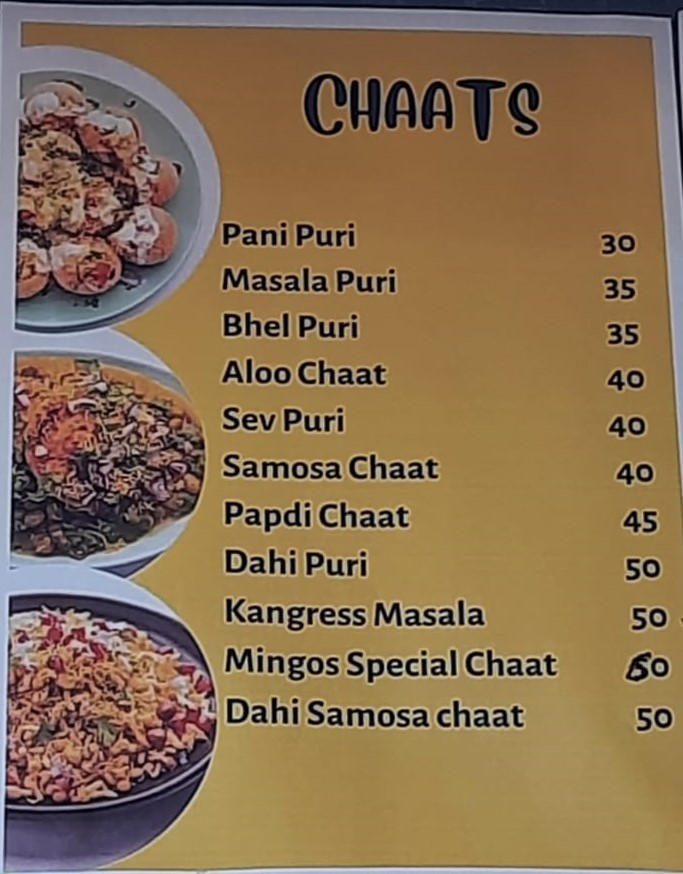 CHAATS
Pani Puri 30
Masala Puri 35
Bhel Puri 35
Aloo Chaat 40
Sev Puri 40
Samosa Chaat 40
Papdi Chaat 45
Dahi Puri 50
Kangress Masala 50
Mingos Special Chaat
Dahi Samosa chaat 50